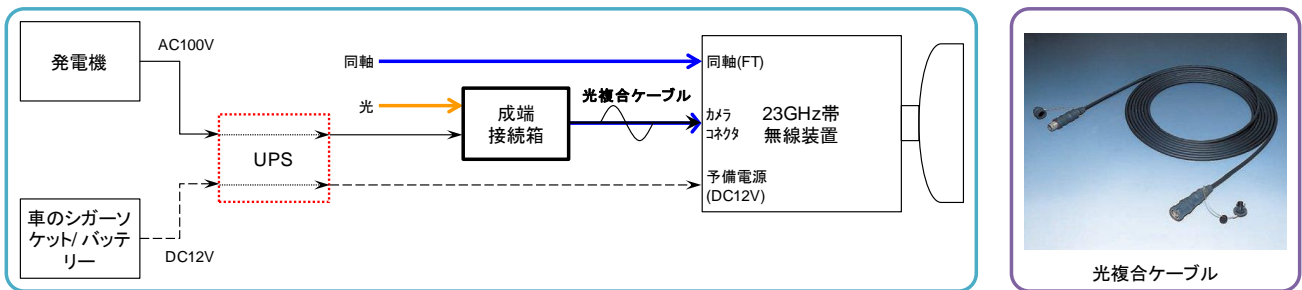 発電機
AC100V
UPS
車のシガーソ
ケット/バッテ
リー
DC12V
同軸
光
成端
接続箱
光複合ケーブル
同軸(FT)
カメラ
コネクタ
23GHz帯
無線装置
予備電源
(DC12V)
光複合ケーブル